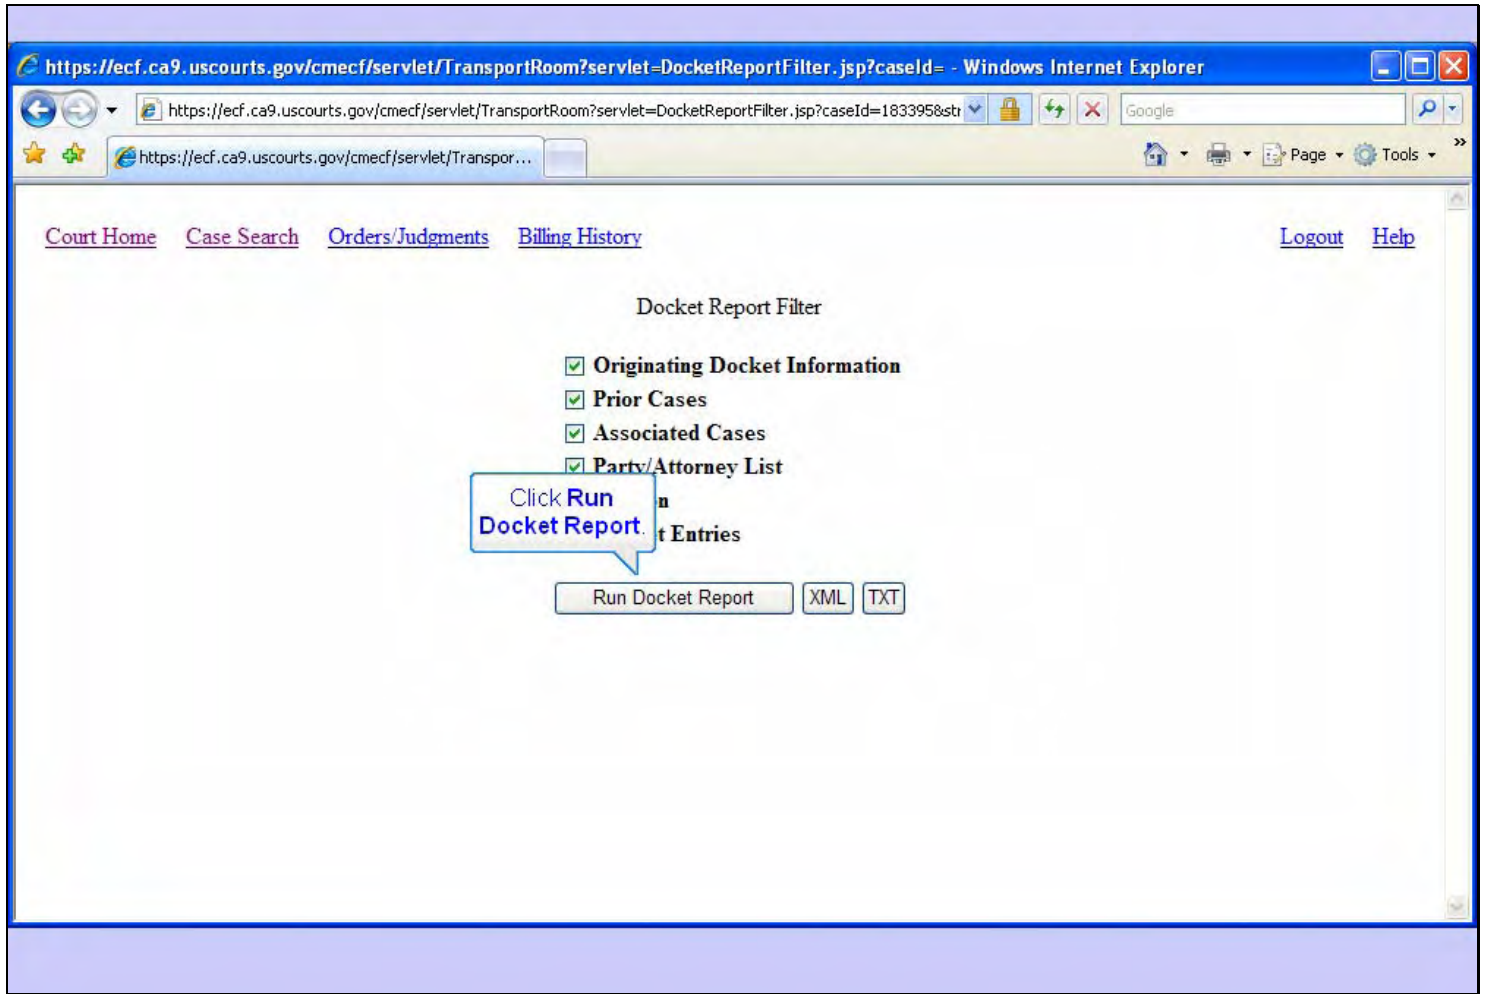 https://ecf.ca9.uscourts.gov/cmecf/servlet/TransportRoom?servlet=DocketReportFilter.jsp?caseId= - Windows Internet Explorer
https://ecf.ca9.uscourts.gov/cmecf/servlet/TransportRoom?servlet=DocketReportFilter.jsp?caseId=183395&str
Google
https://ecf.ca9.uscourts.gov/cmecf/servlet/Transpor...
Page
Tools
Court Home Case Search Orders/Judgments Billing History Logout Help
Docket Report Filter
Originating Docket Information
Prior Cases
Associated Cases
Party/Attorney List
n
t Entries
Click Run
Docket Report.
Run Docket Report XML TXT